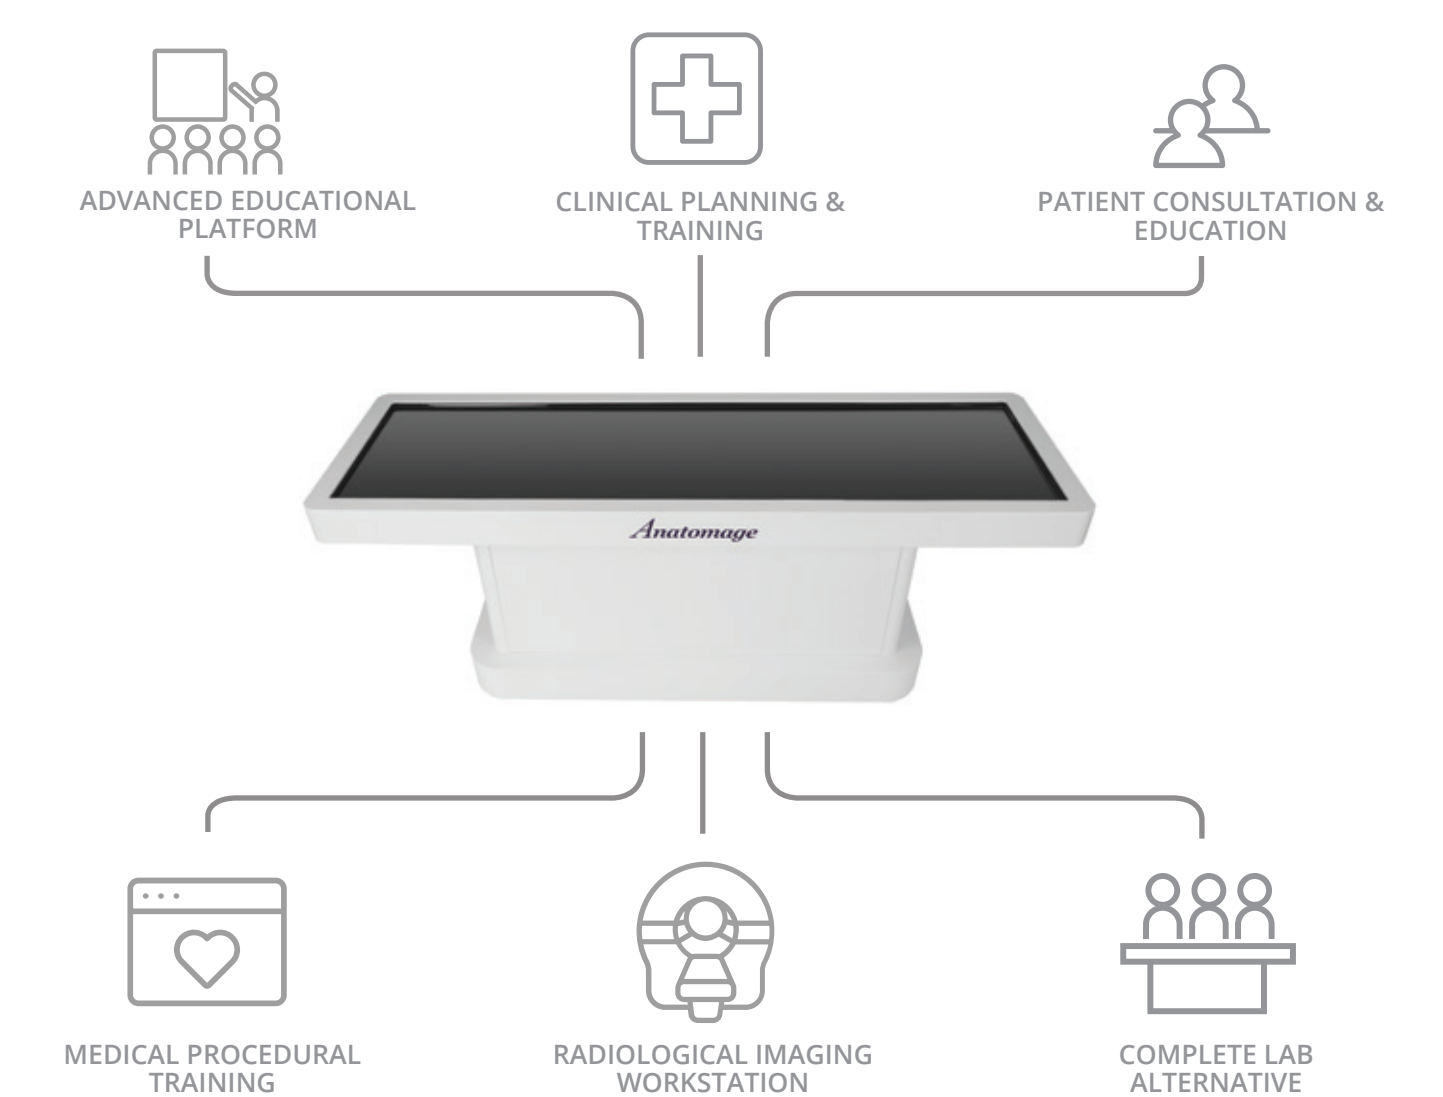 ADVANCED EDUCATIONAL
PLATFORM
CLINICAL PLANNING &
TRAINING
PATIENT CONSULTATION &
EDUCATION
Anatomage
MEDICAL PROCEDURAL
TRAINING
RADIOLOGICAL IMAGING
WORKSTATION
COMPLETE LAB
ALTERNATIVE